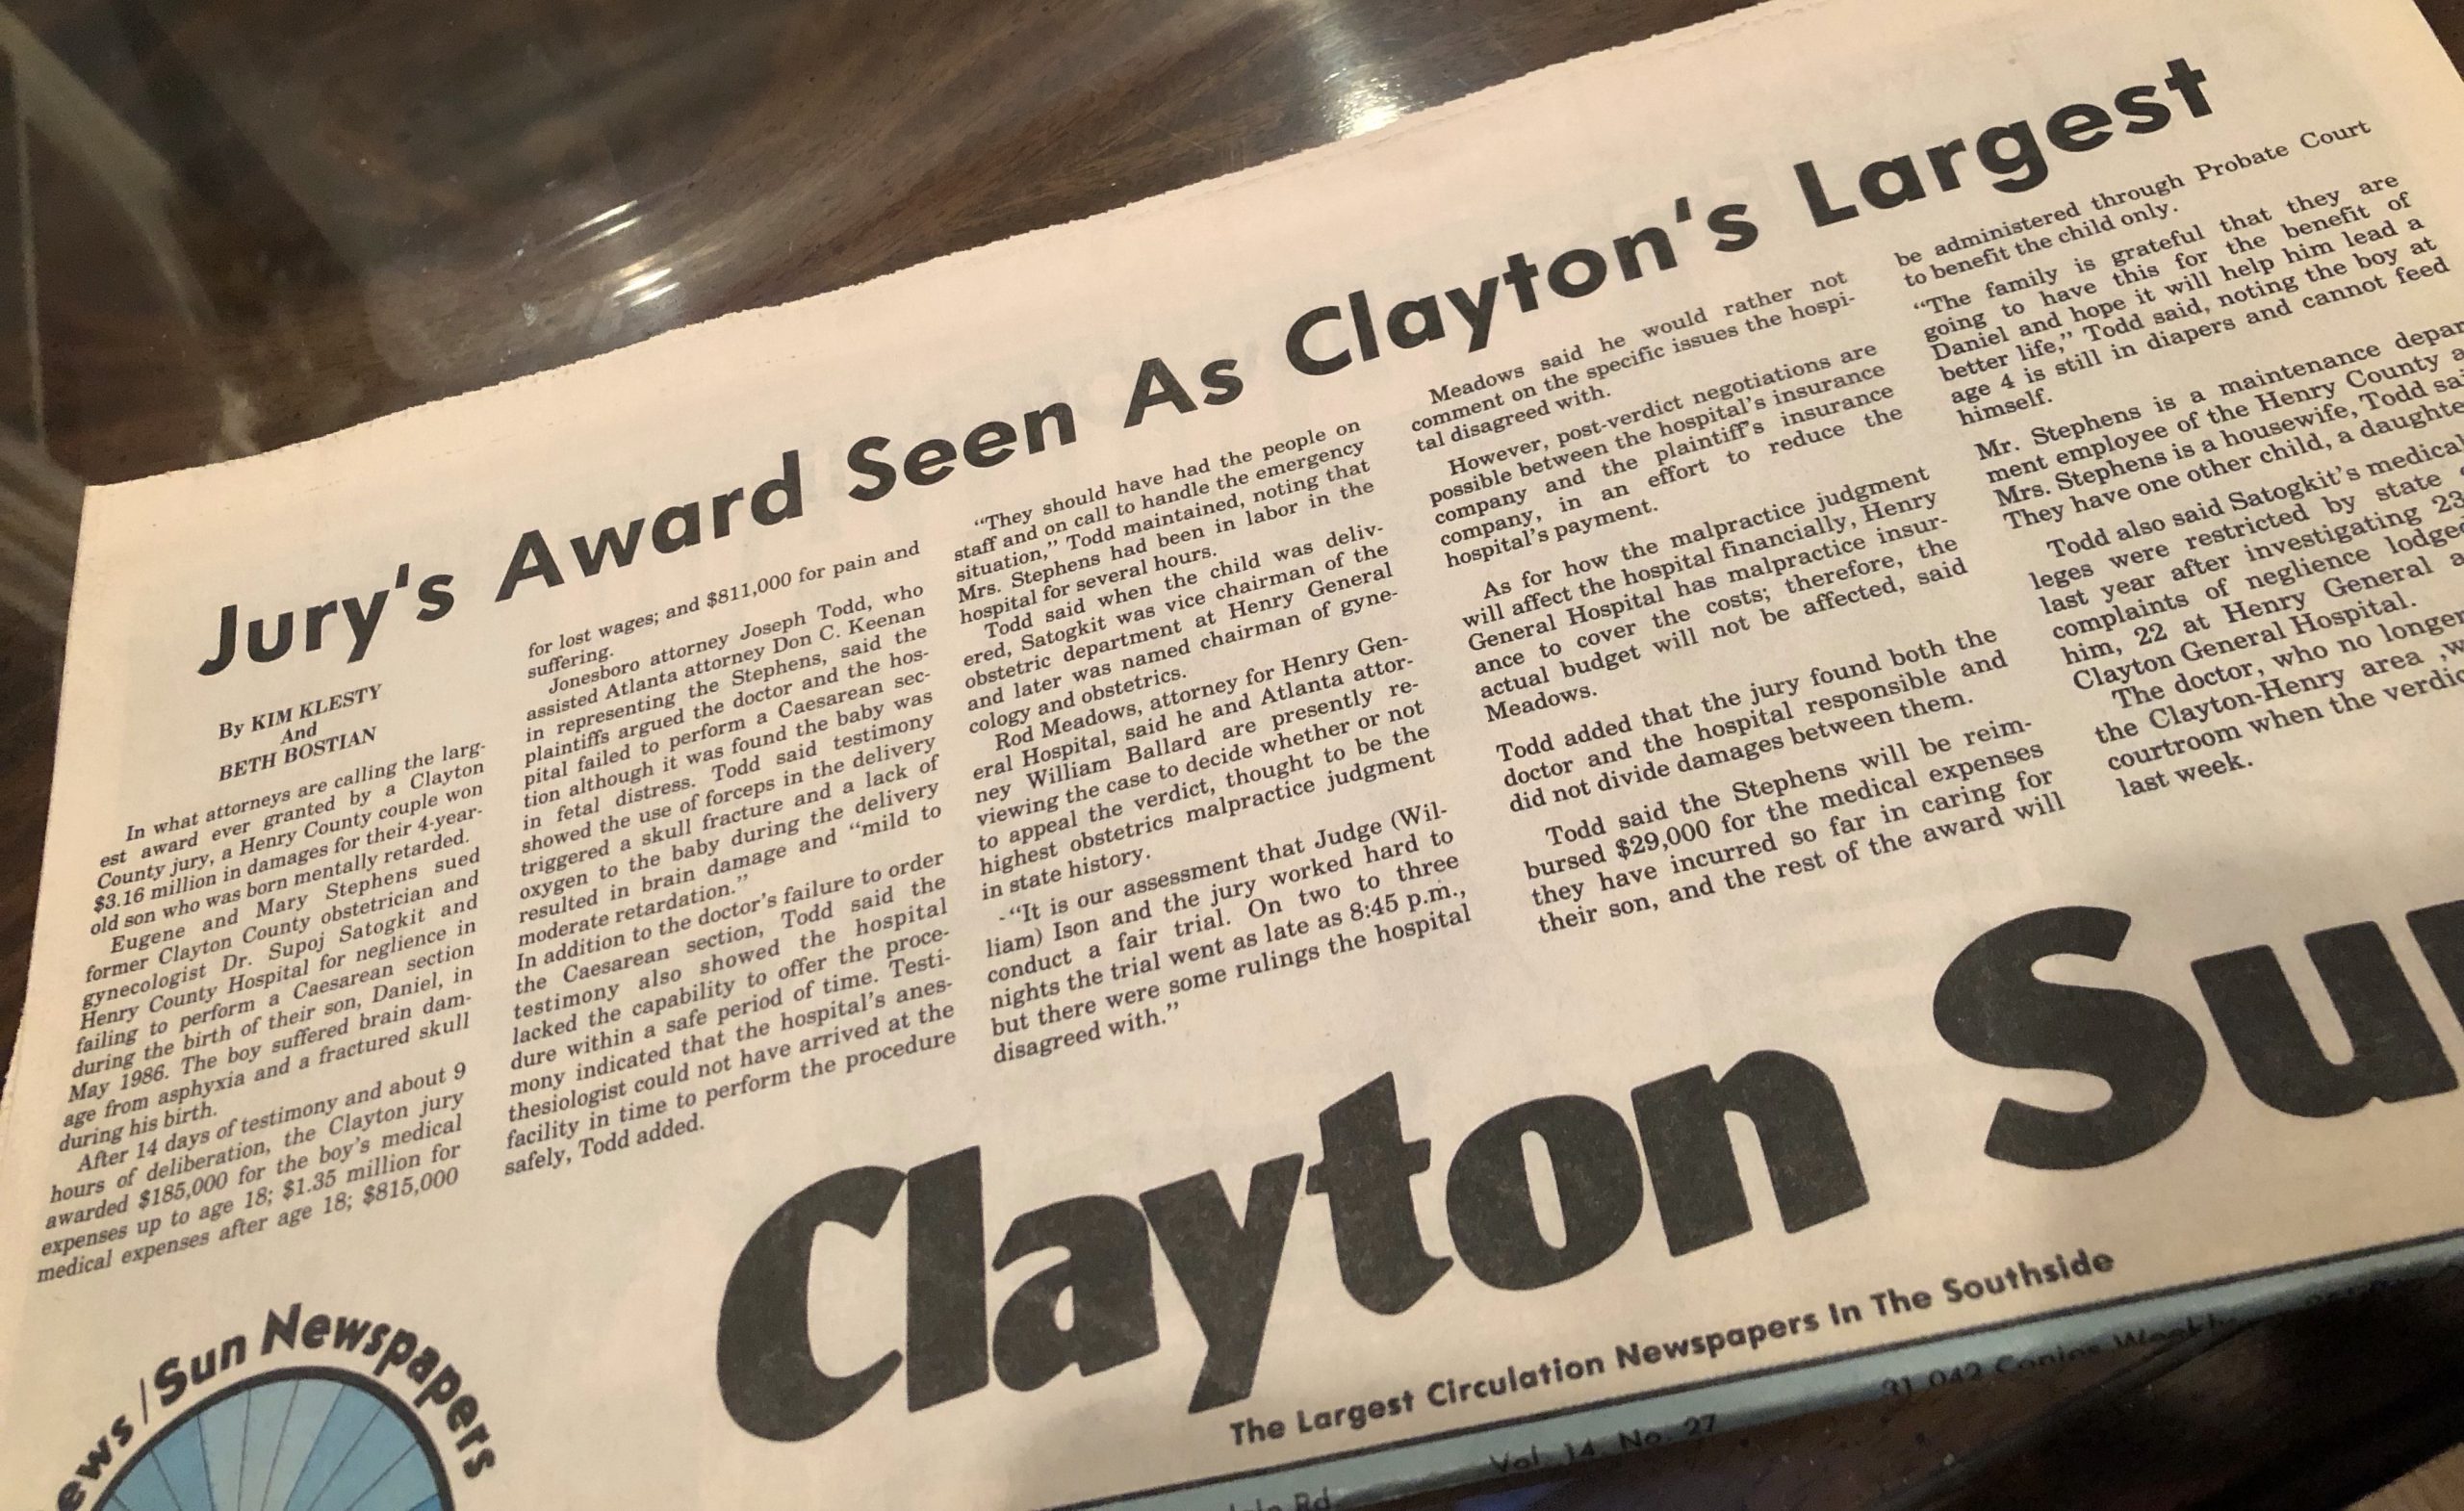 Jury's Award Seen As Clayton's Largest
By KIM KLESTY
And
BETH BOSTIAN
In what attorneys are calling the larg-
est award ever granted by a Clayton
County jury, a Henry County couple won
$3.16 million in damages for their 4-year-
old son who was born mentally retarded.
Eugene and Mary Stephens sued
former Clayton County obstetrician and
gynecologist Dr. Supoj Satogkit and
Henry County Hospital for neglience in
failing to perform a Caesarean section
during the birth of their son, Daniel, in
May 1986. The boy suffered brain dam-
age from asphyxia and a fractured skull
during his birth.
After 14 days of testimony and about 9
hours of deliberation, the Clayton jury
awarded $185,000 for the boy's medical
expenses up to age 18; $1.35 million for
medical expenses after age 18; $815,000
for lost wages; and $811,000 for pain and
suffering.
Jonesboro attorney Joseph Todd, who
assisted Atlanta attorney Don C. Keenan
in representing the Stephens, said the
plaintiffs argued the doctor and the hos-
pital failed to perform a Caesarean sec-
tion although it was found the baby was
in fetal distress. Todd said testimony
showed the use of forceps in the delivery
triggered a skull fracture and a lack of
oxygen to the baby during the delivery
resulted in brain damage and "mild to
moderate retardation."
In addition to the doctor's failure to order
the Caesarean section, Todd said the
testimony also showed the hospital
lacked the capability to offer the proce-
dure within a safe period of time. Testi-
mony indicated that the hospital's anes-
thesiologist could not have arrived at the
facility in time to perform the procedure
safely, Todd added.
"They should have had the people on
staff and on call to handle the emergency
situation," Todd maintained, noting that
Mrs. Stephens had been in labor in the
hospital for several hours.
Todd said when the child was deliv-
ered, Satogkit was vice chairman of the
obstetric department at Henry General
and later was named chairman of gyne-
cology and obstetrics.
Rod Meadows, attorney for Henry Gen-
eral Hospital, said he and Atlanta attor-
ney William Ballard are presently re-
viewing the case to decide whether or not
to appeal the verdict, thought to be the
highest obstetrics malpractice judgment
in state history.
-"It is our assessment that Judge (Wil-
liam) Ison and the jury worked hard to
conduct a fair trial. On two to three
nights the trial went as late as 8:45 p.m.,
but there were some rulings the hospital
disagreed with."
Meadows said he would rather not
comment on the specific issues the hospi-
tal disagreed with.
However, post-verdict negotiations are
possible between the hospital's insurance
company and the plaintiff's insurance
company, in an effort to reduce the
hospital's payment.
As for how the malpractice judgment
will affect the hospital financially, Henry
General Hospital has malpractice insur-
ance to cover the costs; therefore, the
actual budget will not be affected, said
Meadows.
Todd added that the jury found both the
doctor and the hospital responsible and
did not divide damages between them.
Todd said the Stephens will be reim-
bursed $29,000 for the medical expenses
they have incurred so far in caring for
their son, and the rest of the award will
be administered through Probate Court
to benefit the child only.
"The family is grateful that they are
going to have this for the benefit of
Daniel and hope it will help him lead a
better life," Todd said, noting the boy at
age 4 is still in diapers and cannot feed
himself.
Mr. Stephens is a maintenance depar
ment employee of the Henry County a
Mrs. Stephens is a housewife, Todd sai
They have one other child, a daughte
Todd also said Satogkit's medical
leges were restricted by state
last year after investigating 23
complaints of neglience lodge
him, 22 at Henry General a
Clayton General Hospital.
The doctor, who no longer
the Clayton-Henry area ,w
courtroom when the verdic
last week.
ews/Sun Newspapers
Clayton Su
The Largest Circulation Newspapers In The Southside
Rd
Vol. 14, No. 27
31,042 Copies Weekly